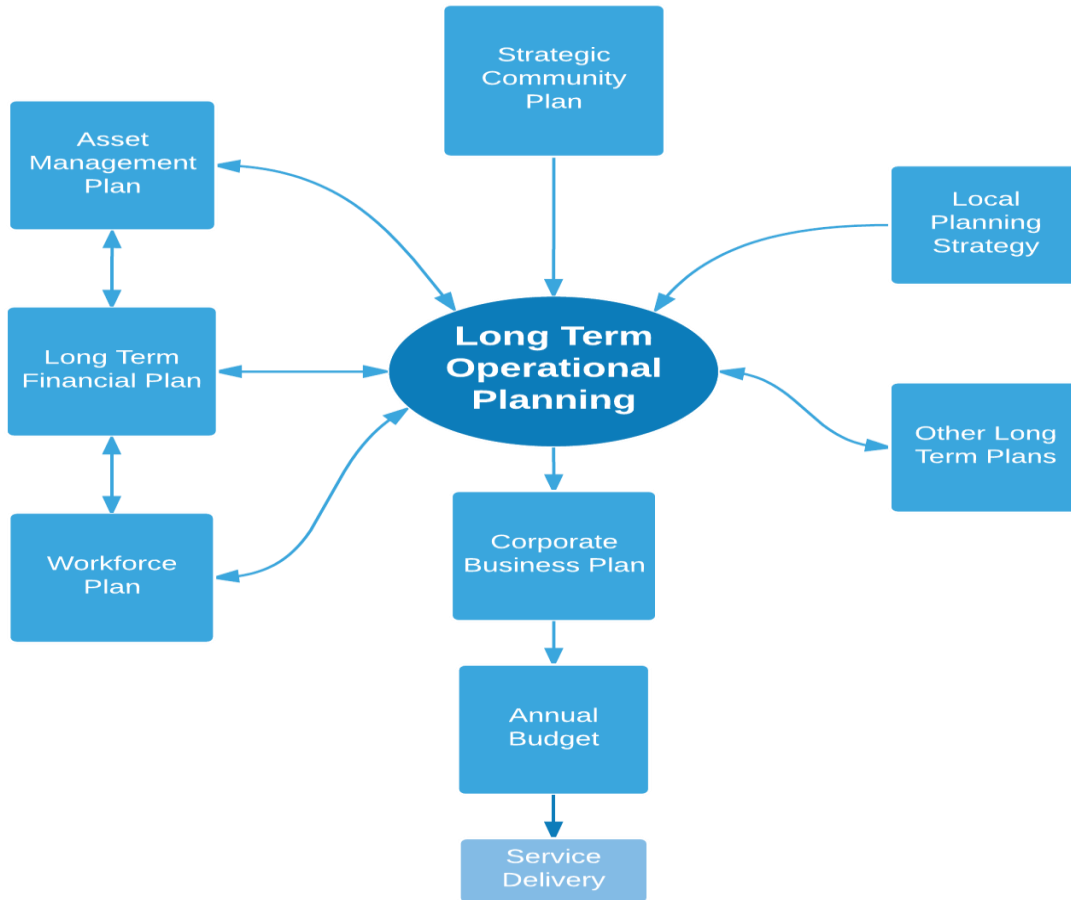 Strategic
Community
Plan
Asset
Management
Plan
Local
Planning
Strategy
Long Term
Operational
Planning
Long Term
Financial Plan
Other Long
Term Plans
Corporate
Business Plan
Workforce
Plan
Annual
Budget
Service
Delivery